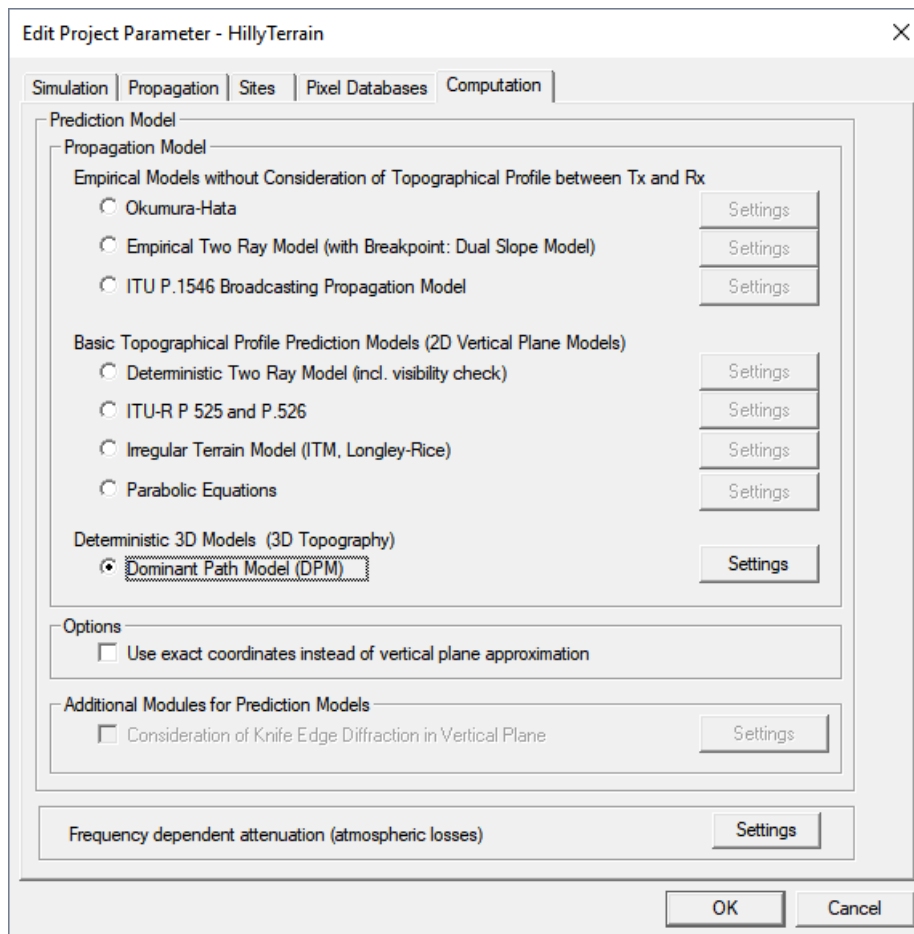 Edit Project Parameter - HillyTerrain
Simulation Propagation Sites Pixel Databases Computation
Prediction Model
Propagation Model
Empirical Models without Consideration of Topographical Profile between Tx and Rx
Okumura-Hata Settings
Empirical Two Ray Model (with Breakpoint: Dual Slope Model) Settings
ITU P.1546 Broadcasting Propagation Model Settings
Basic Topographical Profile Prediction Models (2D Vertical Plane Models)
Deterministic Two Ray Model (incl. visibility check) Settings
ITU-R P 525 and P.526 Settings
Irregular Terrain Model (ITM, Longley-Rice) Settings
Parabolic Equations Settings
Deterministic 3D Models (3D Topography)
Dominant Path Model (DPM) Settings
Options
Use exact coordinates instead of vertical plane approximation
Additional Modules for Prediction Models
Consideration of Knife Edge Diffraction in Vertical Plane Settings
Frequency dependent attenuation (atmospheric losses) Settings
OK Cancel